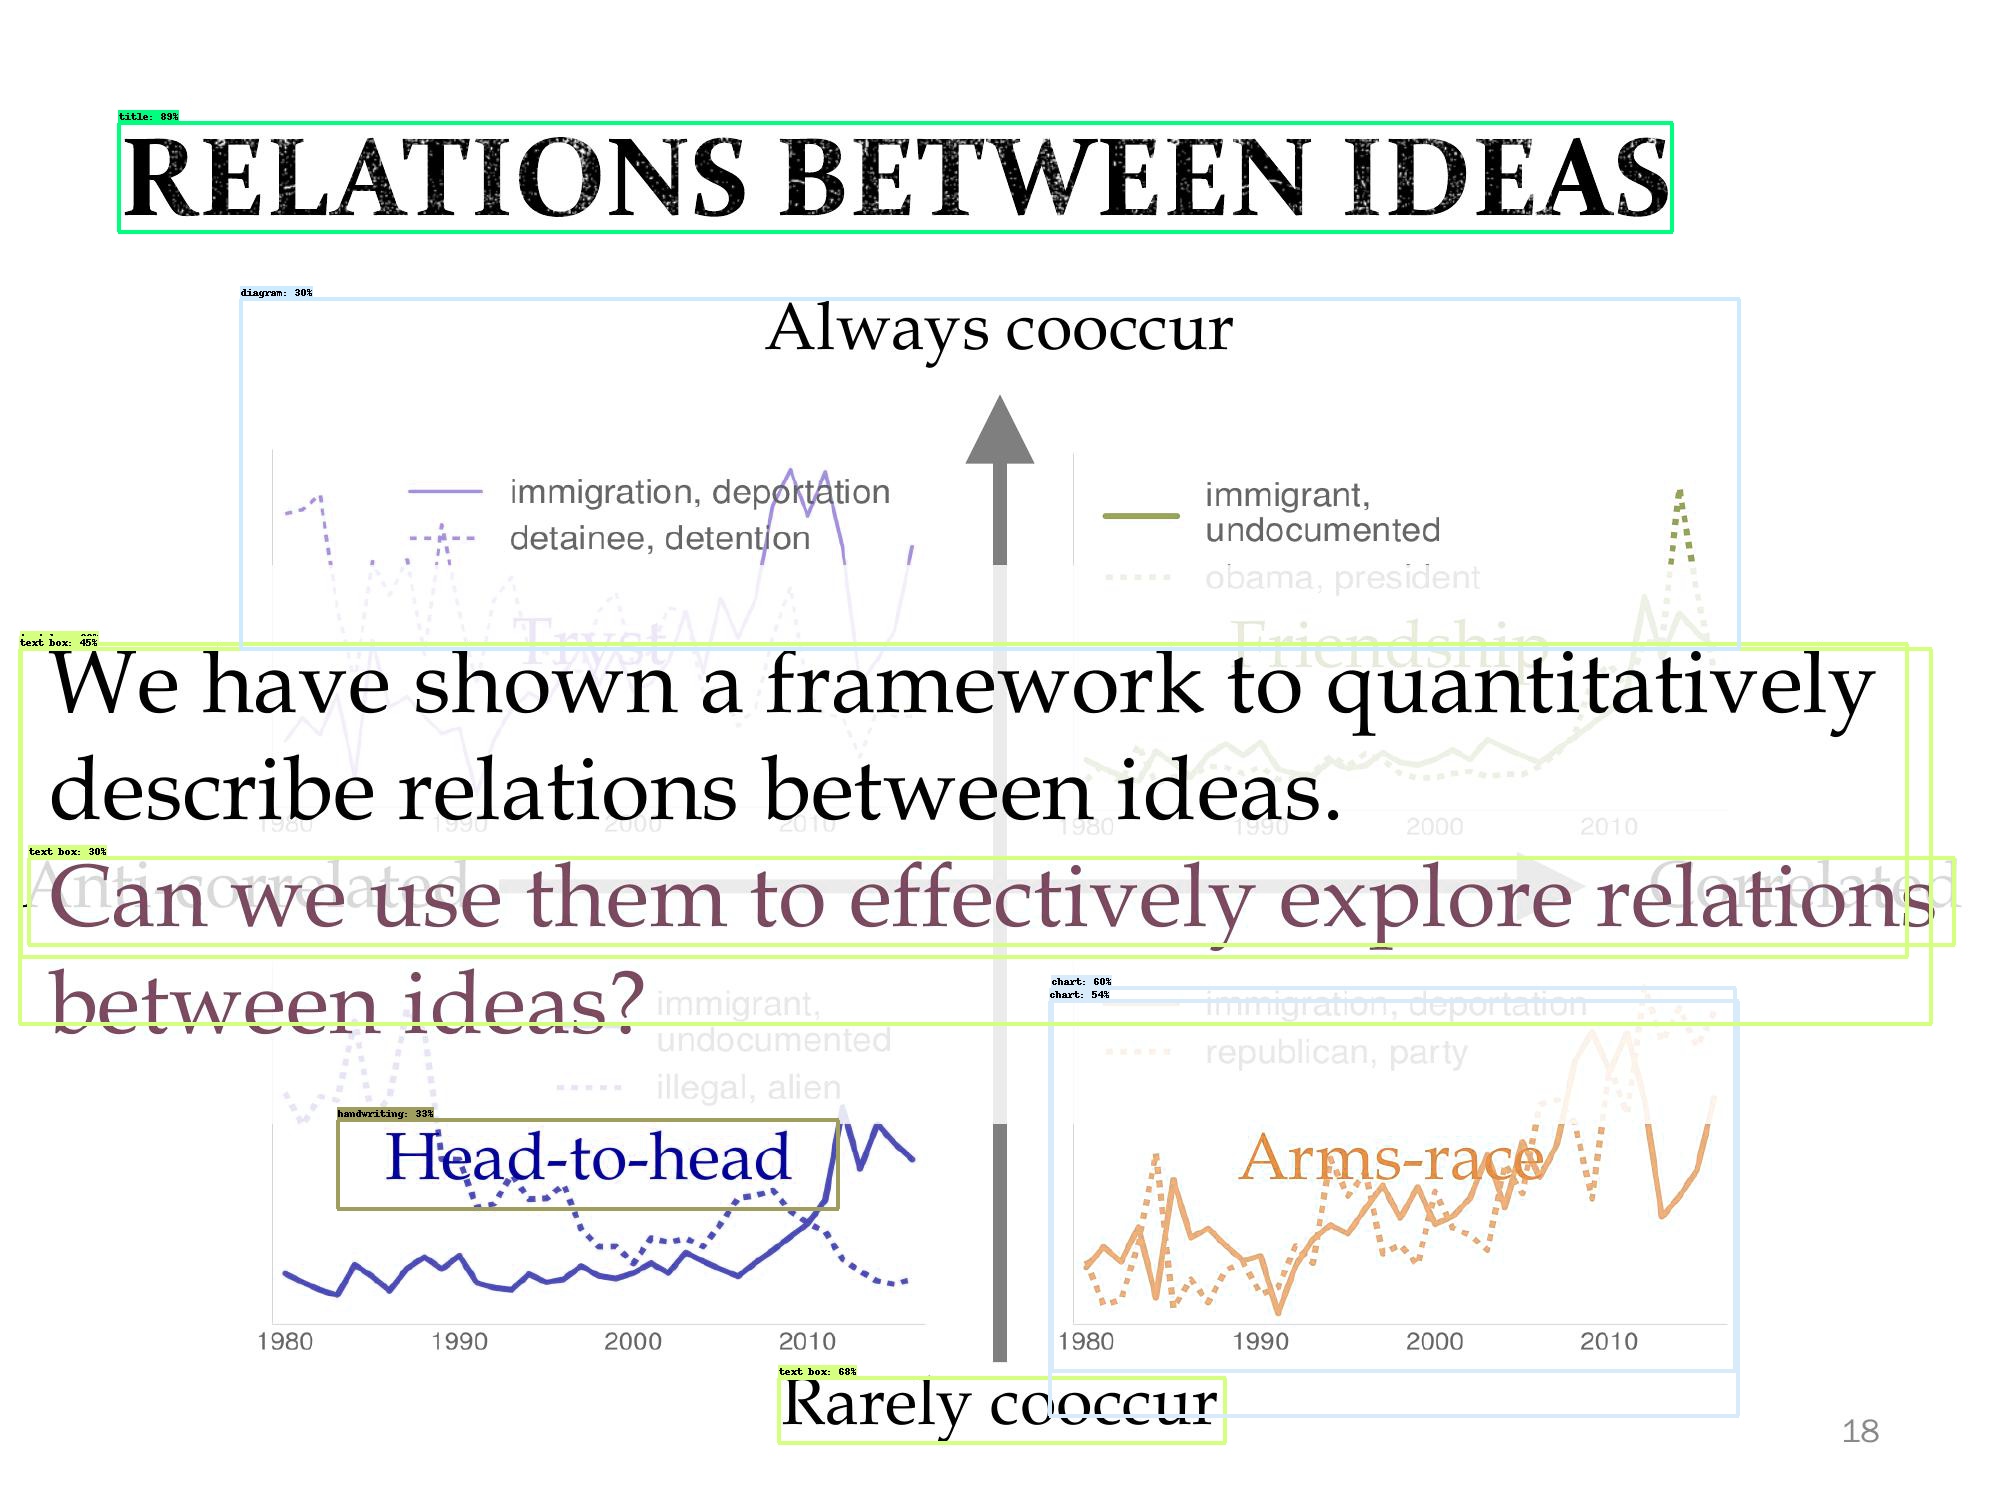 title: 89%
RELATIONS BETWEEN IDEAS
diagram: 30%
Always cooccur
immigration, deportation
detainee, detention
immigrant,
undocumented
obama, president
Tryst
Friendship
text box: 45%
We have shown a framework to quantitatively
describe relations between ideas.
1980 1990 2000 2010
1980 1990 2000 2010
text box: 30%
Anti-correlated
Correlated
Can we use them to effectively explore relations
between ideas?
immigrant,
undocumented
illegal, alien
chart: 60%
chart: 54%
immigration, deportation
republican, party
handwriting: 33%
Head-to-head
Arms-race
1980 1990 2000 2010
1980 1990 2000 2010
text box: 68%
Rarely cooccur
18